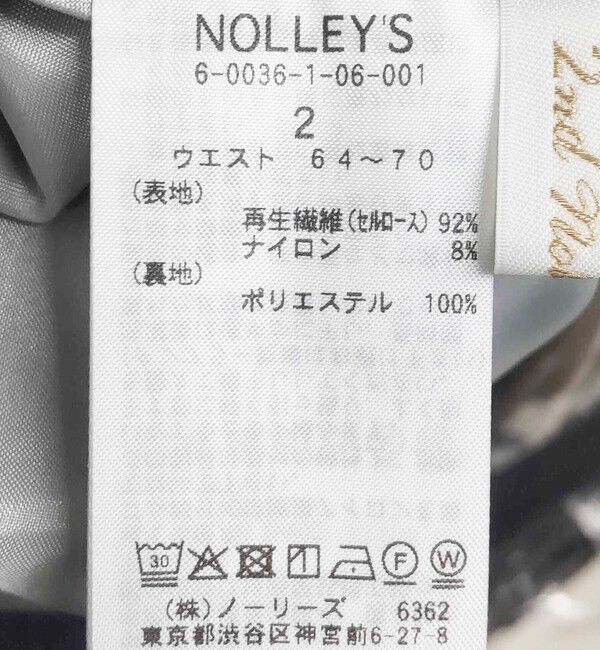 NOLLEY'S
6-0036-1-06-001
2
ウエスト 64〜70
(表地)
再生繊維(セルロース) 92%
ナイロン 8%
(裏地)
ポリエステル 100%
30
F
W
(株)ノーリーズ 6362
東京都渋谷区神宮前6-27-8
2nd